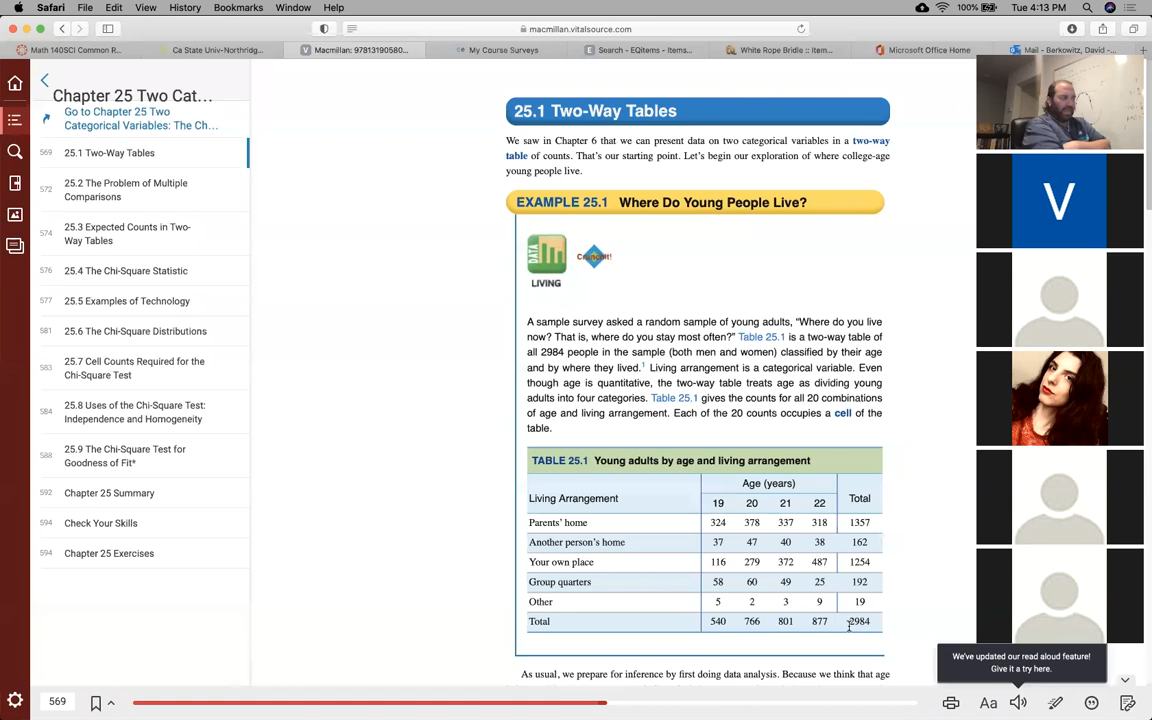 Safari File Edit View History Bookmarks Window Help 100% Tue 4:13 PM
macmillan.vitalsource.com
Math 140SCI Common R... Ca State Univ-Northridg... Macmillan: 97813190580... My Course Surveys Search - EQitems - Items... White Rope Bridle :: Item... Microsoft Office Home Mail - Berkowitz, David -...
Chapter 25 Two Cat...
Go to Chapter 25 Two
Categorical Variables: The Ch...
569 25.1 Two-Way Tables
572 25.2 The Problem of Multiple
Comparisons
574 25.3 Expected Counts in Two-
Way Tables
576 25.4 The Chi-Square Statistic
577 25.5 Examples of Technology
581 25.6 The Chi-Square Distributions
583 25.7 Cell Counts Required for the
Chi-Square Test
584 25.8 Uses of the Chi-Square Test:
Independence and Homogeneity
588 25.9 The Chi-Square Test for
Goodness of Fit*
592 Chapter 25 Summary
594 Check Your Skills
594 Chapter 25 Exercises
25.1 Two-Way Tables
We saw in Chapter 6 that we can present data on two categorical variables in a two-way
table of counts. That's our starting point. Let's begin our exploration of where college-age
young people live.
EXAMPLE 25.1 Where Do Young People Live?
DATA
CrunchIt!
LIVING
A sample survey asked a random sample of young adults, “Where do you live
now? That is, where do you stay most often?” Table 25.1 is a two-way table of
all 2984 people in the sample (both men and women) classified by their age
and by where they lived.1 Living arrangement is a categorical variable. Even
though age is quantitative, the two-way table treats age as dividing young
adults into four categories. Table 25.1 gives the counts for all 20 combinations
of age and living arrangement. Each of the 20 counts occupies a cell of the
table.
TABLE 25.1 Young adults by age and living arrangement
Age (years)
Living Arrangement 19 20 21 22 Total
Parents' home 324 378 337 318 1357
Another person's home 37 47 40 38 162
Your own place 116 279 372 487 1254
Group quarters 58 60 49 25 192
Other 5 2 3 9 19
Total 540 766 801 877 2984
As usual, we prepare for inference by first doing data analysis. Because we think that age
V
We've updated our read aloud feature!
Give it a try here.
569
Aa